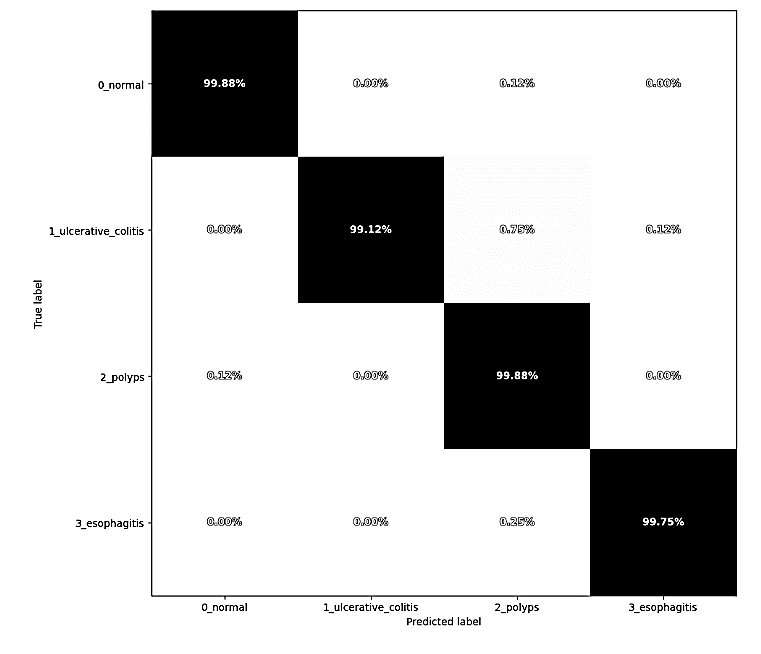 0_normal 99.88% 0.00% 0.12% 0.00%
1_ulcerative_colitis 0.00% 99.12% 0.75% 0.12%
True label
2_polyps 0.12% 0.00% 99.88% 0.00%
3_esophagitis 0.00% 0.00% 0.25% 99.75%
0_normal 1_ulcerative_colitis 2_polyps 3_esophagitis
Predicted label